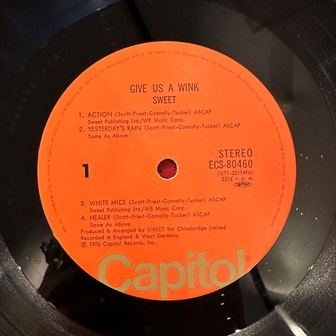 GIVE US A WINK
SWEET
1. ACTION (Scott-Priest-Connolly-Tucker) ASCAP
Sweet Publishing Ltd/WB Music Corp.
2. YESTERDAY'S RAIN (Scott-Priest-Connolly-Tucker) ASCAP
Same As Above
1
STEREO
ECS-80460
33⅓ r. p. m.
3. WHITE MICE (Scott-Priest-Connolly-Tucker) ASCAP
Sweet Publishing Ltd/WB Music Corp.
4. HEALER (Scott-Priest-Connolly-Tucker) ASCAP
Same As Above
Produced & Arranged by SWEET for Chinebridge Limited
Recorded in England & West Germany
Ⓟ 1976 Capitol Records, Inc.
Capitol